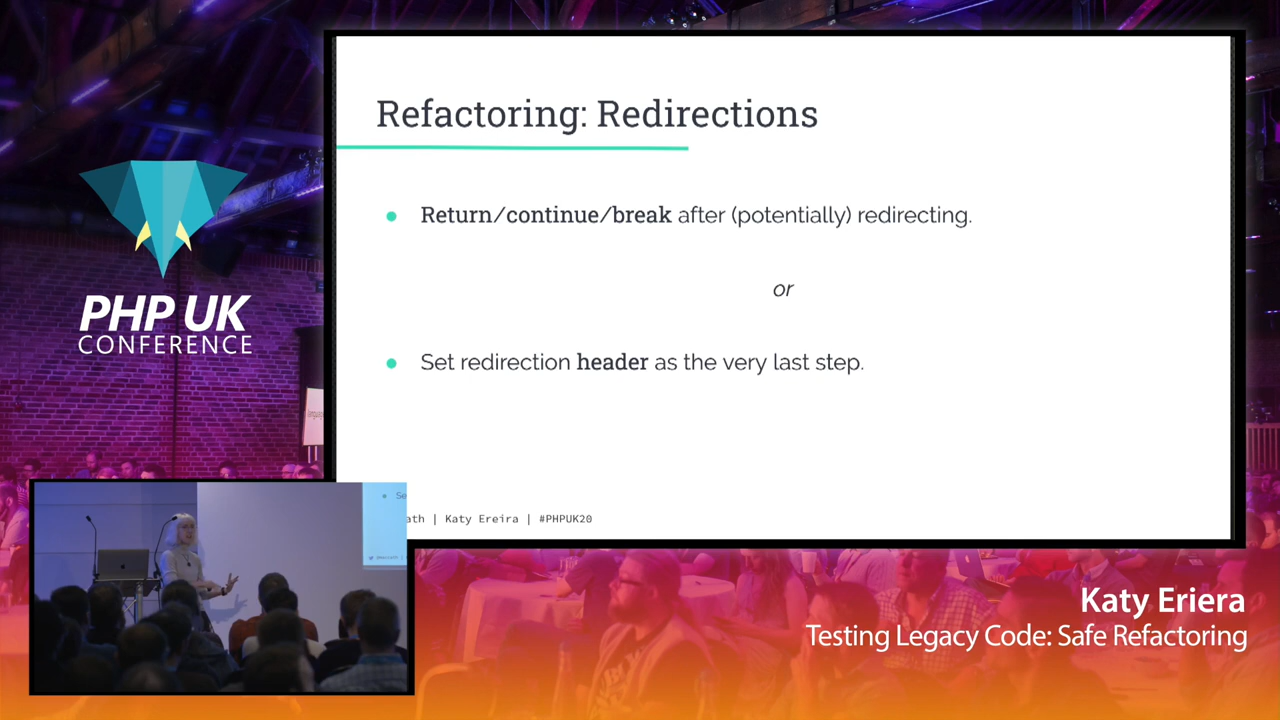 Refactoring: Redirections
● Return/continue/break after (potentially) redirecting.
or
● Set redirection header as the very last step.
ath | Katy Ereira | #PHPUK20
PHP UK
CONFERENCE
Se
Katy Eriera
Testing Legacy Code: Safe Refactoring